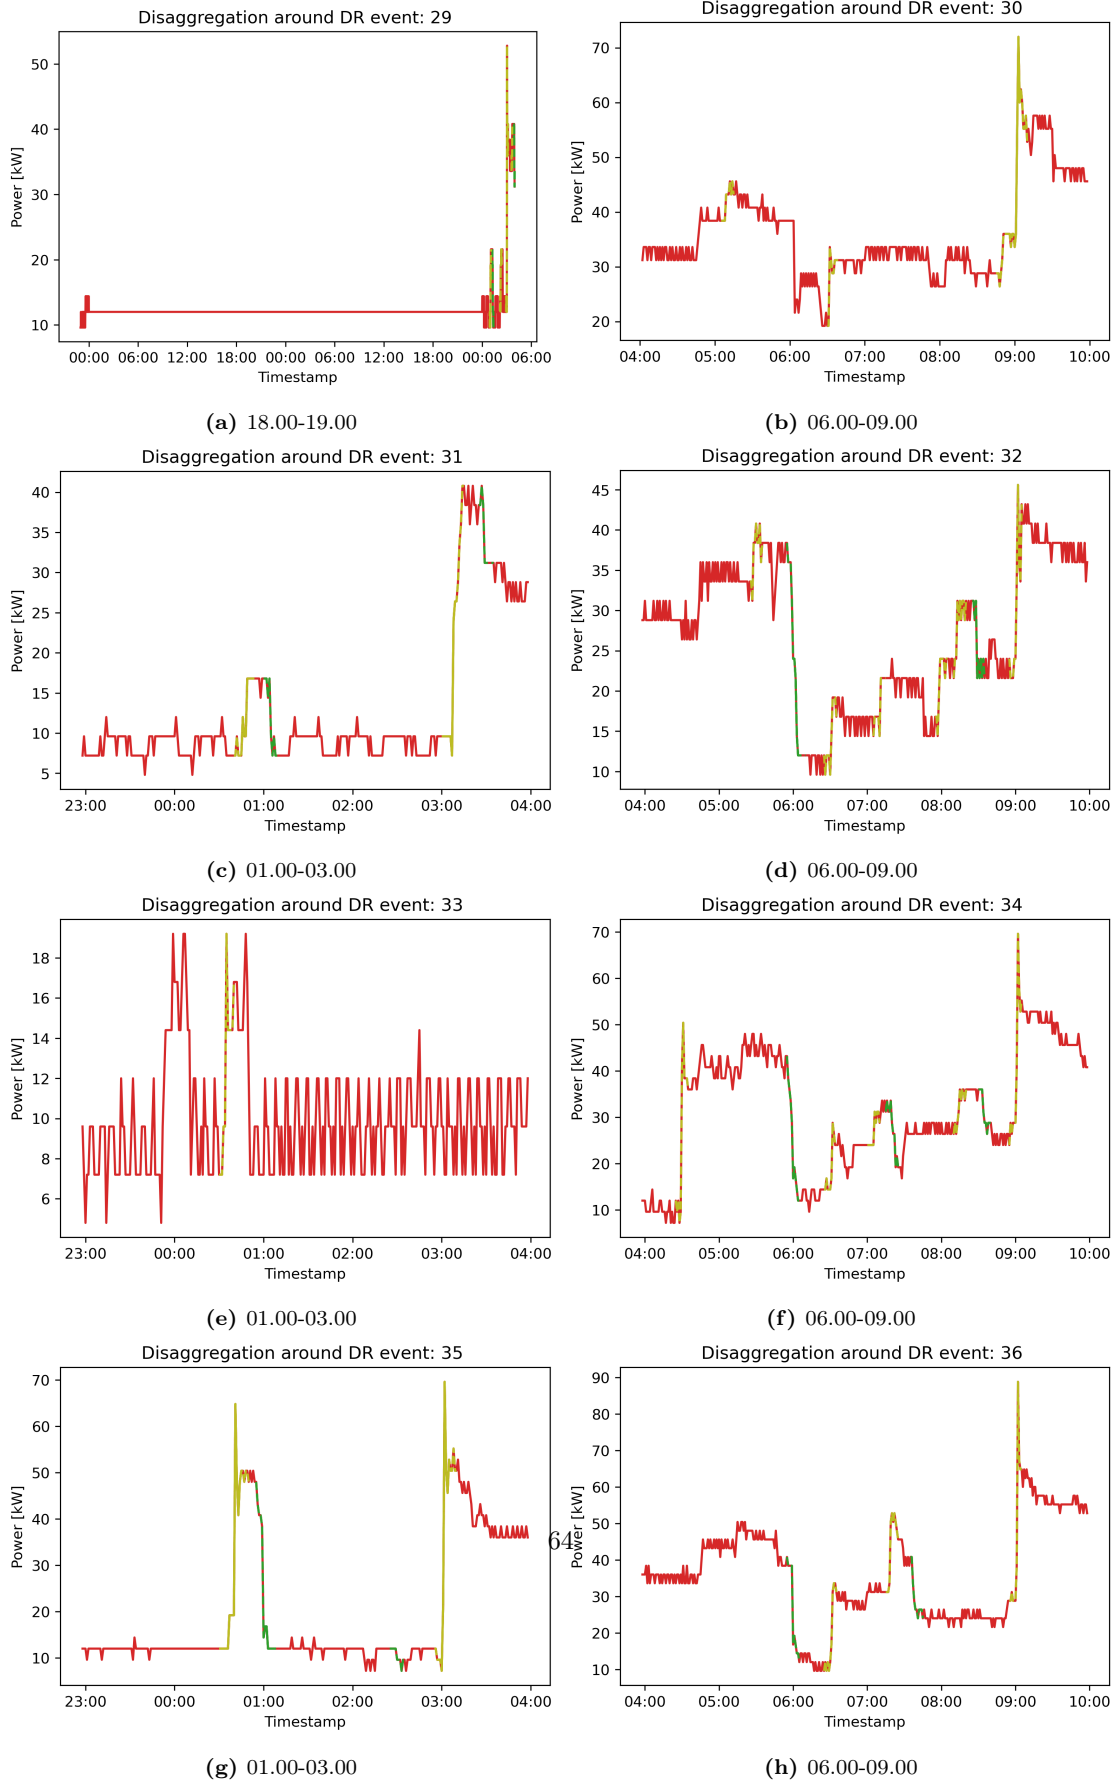 Disaggregation around DR event: 29
50
40
30
20
10
Power [kW]
00:00 06:00 12:00 18:00 00:00 06:00 12:00 18:00 00:00 06:00
Timestamp
(a) 18.00-19.00
Disaggregation around DR event: 30
70
60
50
40
30
20
Power [kW]
04:00 05:00 06:00 07:00 08:00 09:00 10:00
Timestamp
(b) 06.00-09.00
Disaggregation around DR event: 31
40
35
30
25
20
15
10
5
Power [kW]
23:00 00:00 01:00 02:00 03:00 04:00
Timestamp
(c) 01.00-03.00
Disaggregation around DR event: 32
45
40
35
30
25
20
15
10
Power [kW]
04:00 05:00 06:00 07:00 08:00 09:00 10:00
Timestamp
(d) 06.00-09.00
Disaggregation around DR event: 33
18
16
14
12
10
8
6
Power [kW]
23:00 00:00 01:00 02:00 03:00 04:00
Timestamp
(e) 01.00-03.00
Disaggregation around DR event: 34
70
60
50
40
30
20
10
Power [kW]
04:00 05:00 06:00 07:00 08:00 09:00 10:00
Timestamp
(f) 06.00-09.00
Disaggregation around DR event: 35
70
60
50
40
30
20
10
Power [kW]
23:00 00:00 01:00 02:00 03:00 04:00
Timestamp
(g) 01.00-03.00
64
Disaggregation around DR event: 36
90
80
70
60
50
40
30
20
10
Power [kW]
04:00 05:00 06:00 07:00 08:00 09:00 10:00
Timestamp
(h) 06.00-09.00